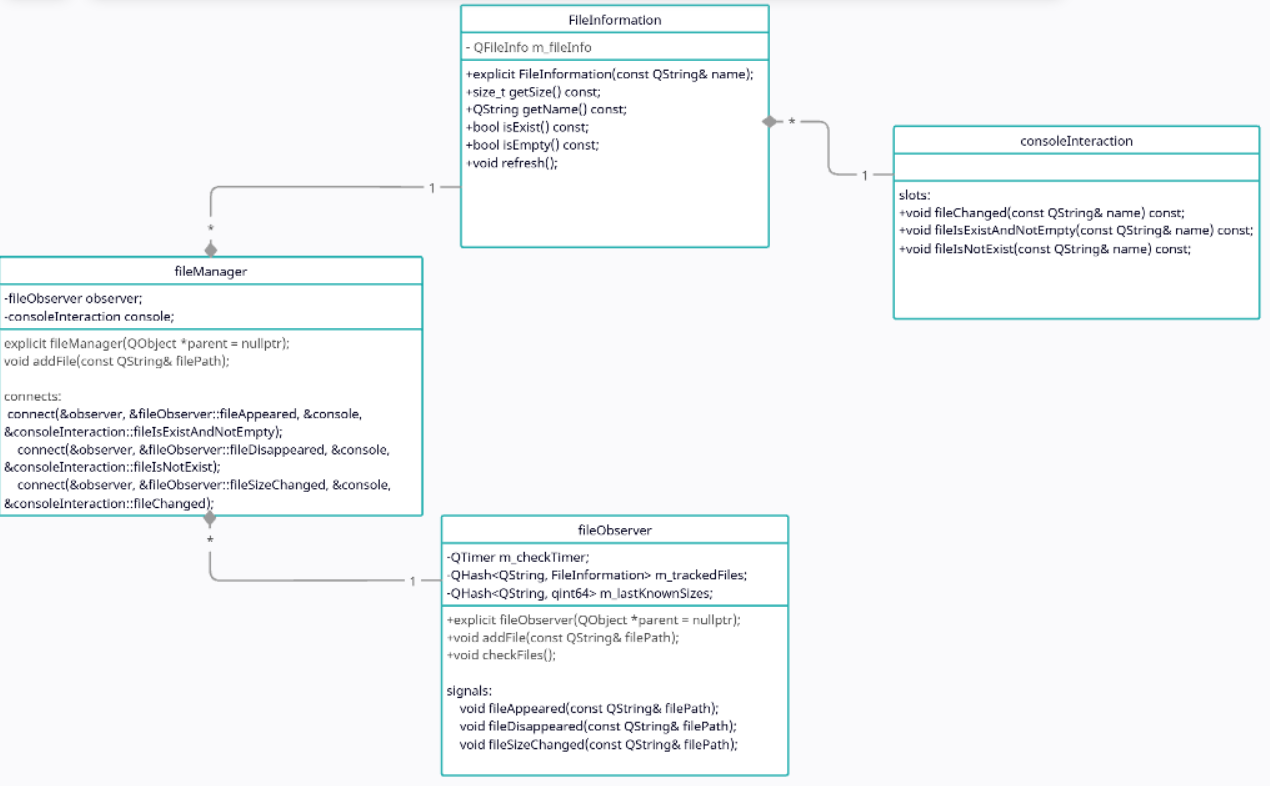 FileInformation
- QFileInfo m_fileInfo
+explicit FileInformation(const QString& name);
+size_t getSize() const;
+QString getName() const;
+bool isExist() const;
+bool isEmpty() const;
+void refresh();
*
1
consoleInteraction
slots:
+void fileChanged(const QString& name) const;
+void fileIsExistAndNotEmpty(const QString& name) const;
+void fileIsNotExist(const QString& name) const;
1
*
fileManager
-fileObserver observer;
-consoleInteraction console;
explicit fileManager(QObject *parent = nullptr);
void addFile(const QString& filePath);
connects:
connect(&observer, &fileObserver::fileAppeared, &console,
&consoleInteraction::fileIsExistAndNotEmpty);
connect(&observer, &fileObserver::fileDisappeared, &console,
&consoleInteraction::fileIsNotExist);
connect(&observer, &fileObserver::fileSizeChanged, &console,
&consoleInteraction::fileChanged);
*
1
fileObserver
-QTimer m_checkTimer;
-QHash<QString, FileInformation> m_trackedFiles;
-QHash<QString, qint64> m_lastKnownSizes;
+explicit fileObserver(QObject *parent = nullptr);
+void addFile(const QString& filePath);
+void checkFiles();
signals:
void fileAppeared(const QString& filePath);
void fileDisappeared(const QString& filePath);
void fileSizeChanged(const QString& filePath);